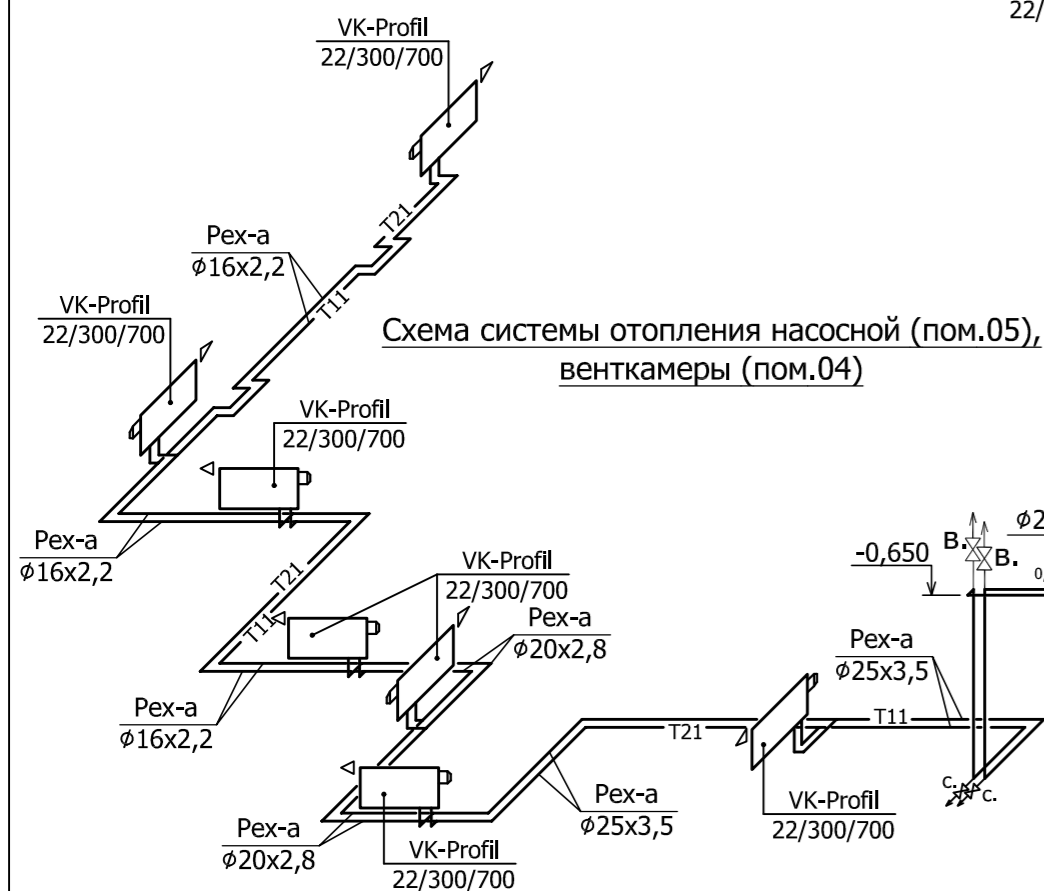 22/
VK-Profil
22/300/700
T21
Pex-a
ϕ16x2,2
T11
VK-Profil
22/300/700
Схема системы отопления насосной (пом.05),
венткамеры (пом.04)
VK-Profil
22/300/700
Pex-a
ϕ16x2,2
T21
T11
VK-Profil
22/300/700
Pex-a
ϕ20x2,8
ϕ2
-0,650
В.
В.
0,
Pex-a
ϕ25x3,5
Pex-a
ϕ16x2,2
T21
T11
с.
с.
Pex-a
ϕ25x3,5
VK-Profil
22/300/700
Pex-a
ϕ20x2,8
VK-Profil
22/300/700